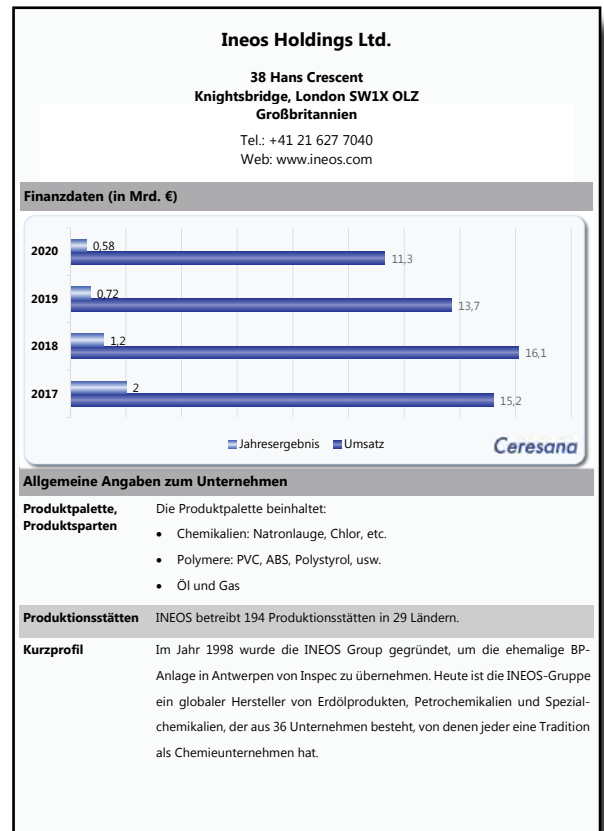 Ineos Holdings Ltd.
38 Hans Crescent
Knightsbridge, London SW1X OLZ
Großbritannien
Tel.: +41 21 627 7040
Web: www.ineos.com
Finanzdaten (in Mrd. €)
2020
0,58
11,3
2019
0,72
13,7
2018
1,2
16,1
2017
2
15,2
Jahresergebnis Umsatz
Ceresana
Allgemeine Angaben zum Unternehmen
Produktpalette, Produktsparten
Die Produktpalette beinhaltet:
• Chemikalien: Natronlauge, Chlor, etc.
• Polymere: PVC, ABS, Polystyrol, usw.
• Öl und Gas
Produktionsstätten INEOS betreibt 194 Produktionsstätten in 29 Ländern.
Kurzprofil Im Jahr 1998 wurde die INEOS Group gegründet, um die ehemalige BP-
Anlage in Antwerpen von Inspec zu übernehmen. Heute ist die INEOS-Gruppe
ein globaler Hersteller von Erdölprodukten, Petrochemikalien und Spezial-
chemikalien, der aus 36 Unternehmen besteht, von denen jeder eine Tradition
als Chemieunternehmen hat.